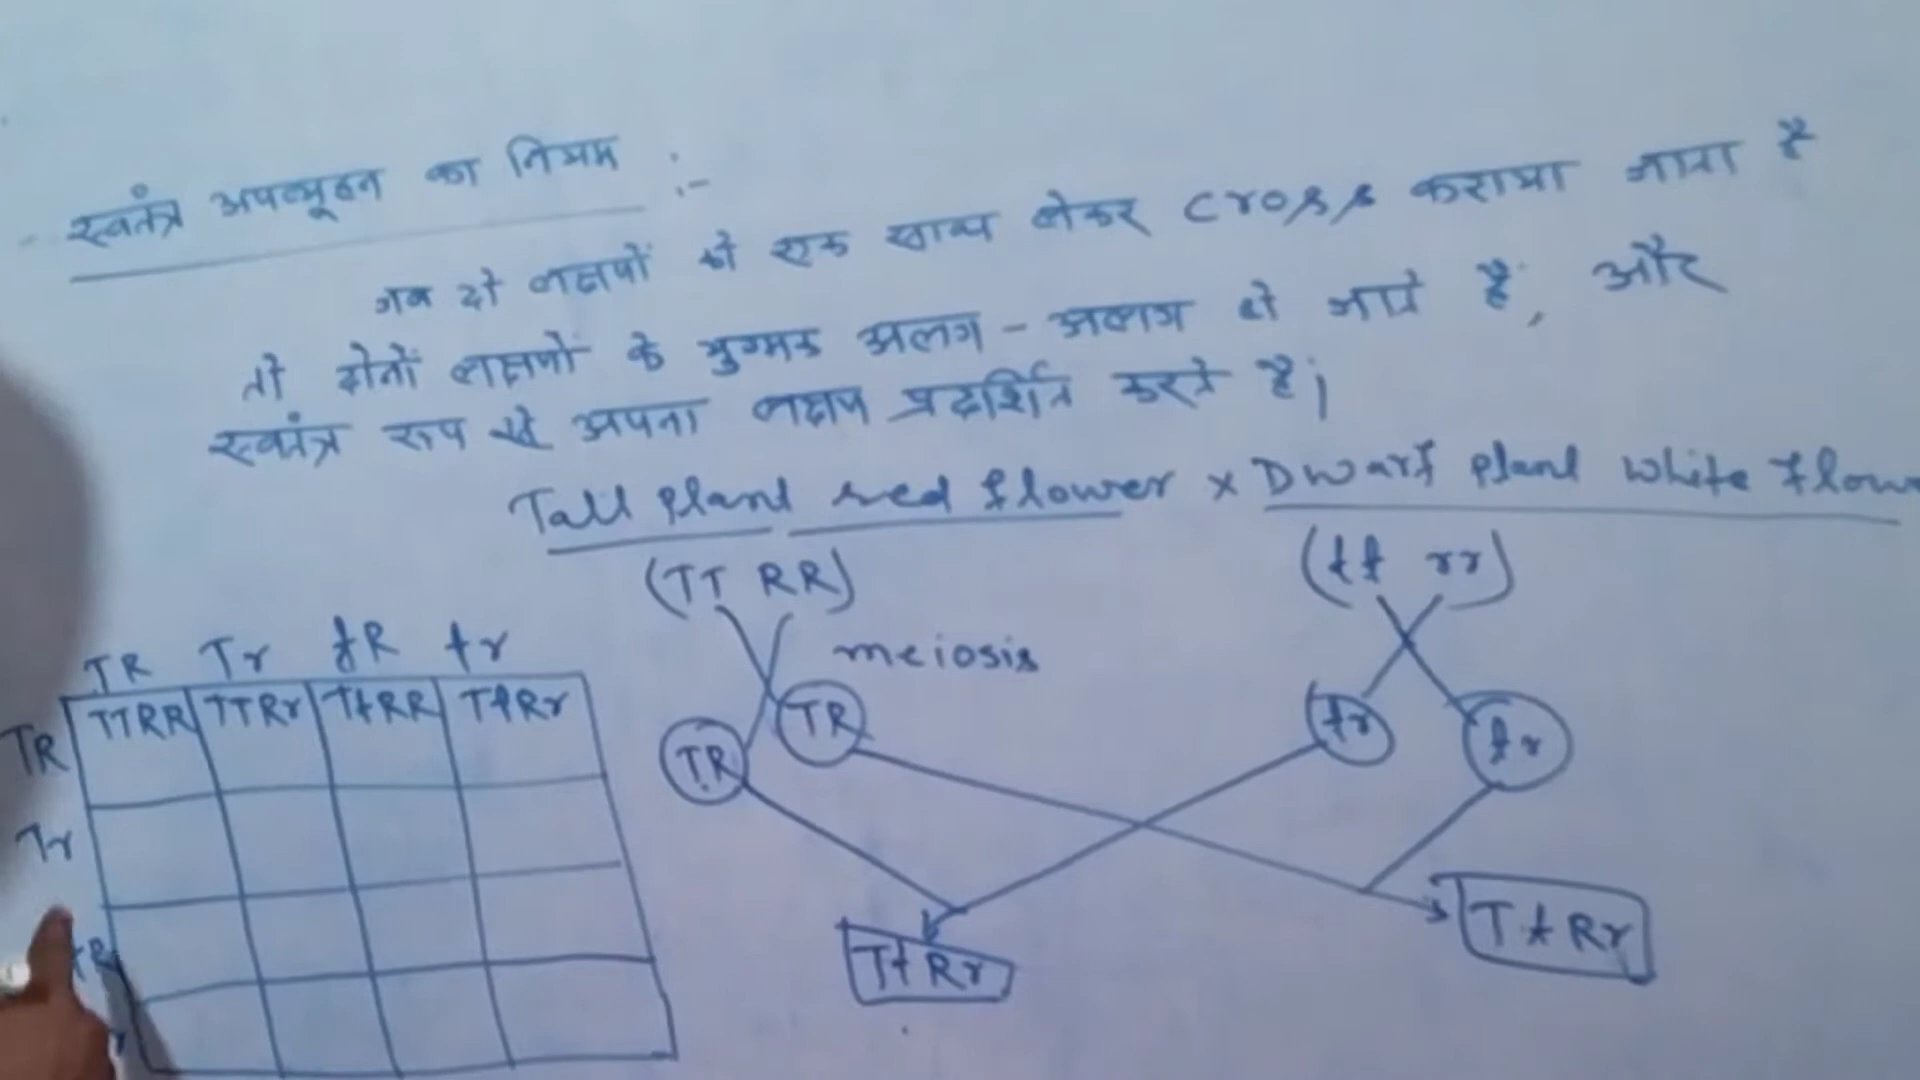 स्वतंत्र अपव्यूहन का नियम :-
जब दो लक्षणों को एक साथ लेकर cross कराया जाता है
तो दोनों लक्षणों के युग्मक अलग - अलग हो जाते है, और
स्वतंत्र रूप से अपना लक्षण प्रदर्शित करते है।
Tall plant red flower x Dwarf plant white flow
(TT RR) (tt rr)
meiosis
TR Tr tR tr
TR TTRR TTRr TtRR TtRr
TR TR tr tr
Tr
tR
TtRr TtRr